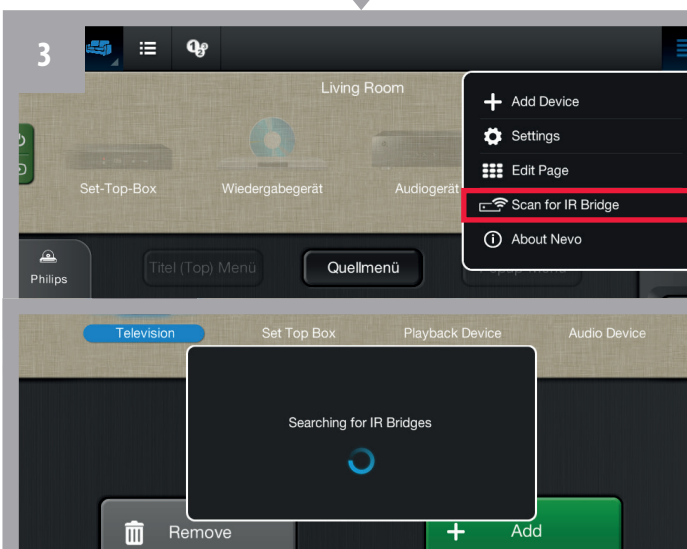 3
Living Room
Add Device
Settings
Edit Page
Scan for IR Bridge
About Nevo
Set-Top-Box
Wiedergabegerät
Audiogerät
Philips
Titel (Top) Menü
Quellmenü
Television
Set Top Box
Playback Device
Audio Device
Searching for IR Bridges
Remove
Add